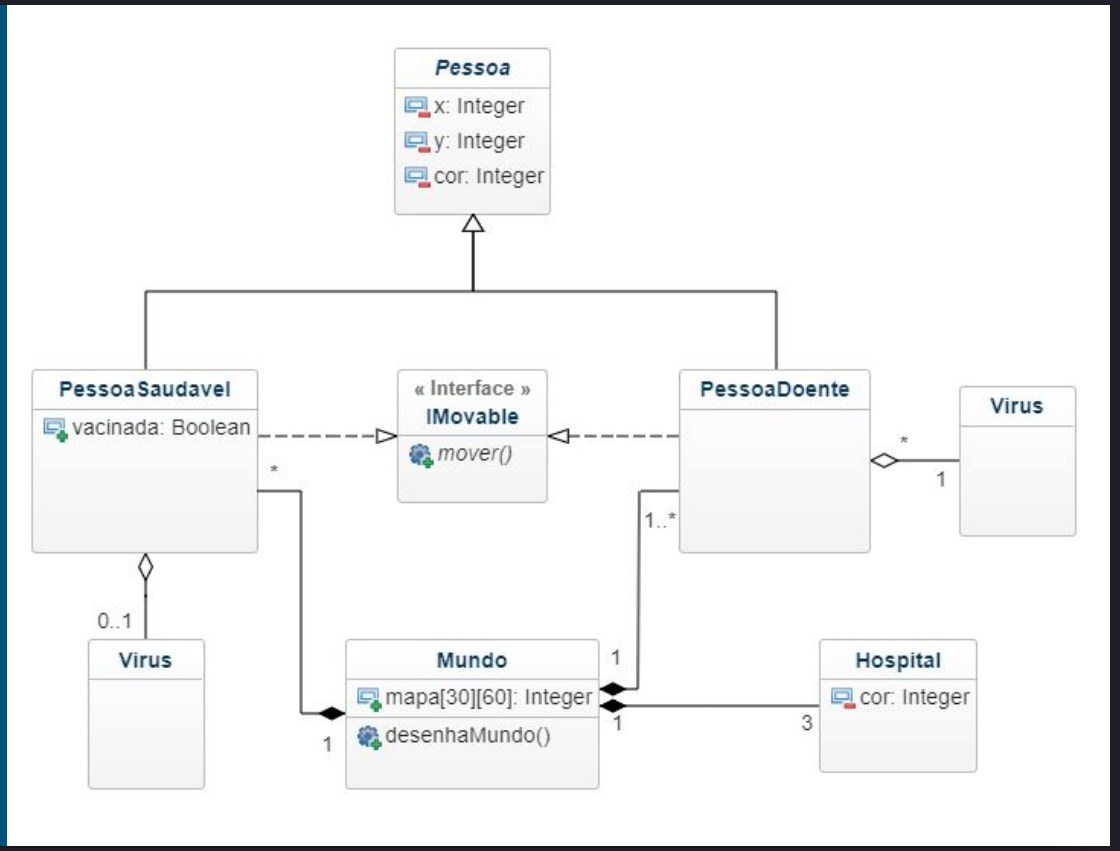 Pessoa
x: Integer
y: Integer
cor: Integer
PessoaSaudavel
vacinada: Boolean
« Interface »
IMovable
mover()
PessoaDoente
Virus
*
1
*
1..*
0..1
Virus
Mundo
mapa[30][60]: Integer
desenhaMundo()
1
1
1
3
Hospital
cor: Integer